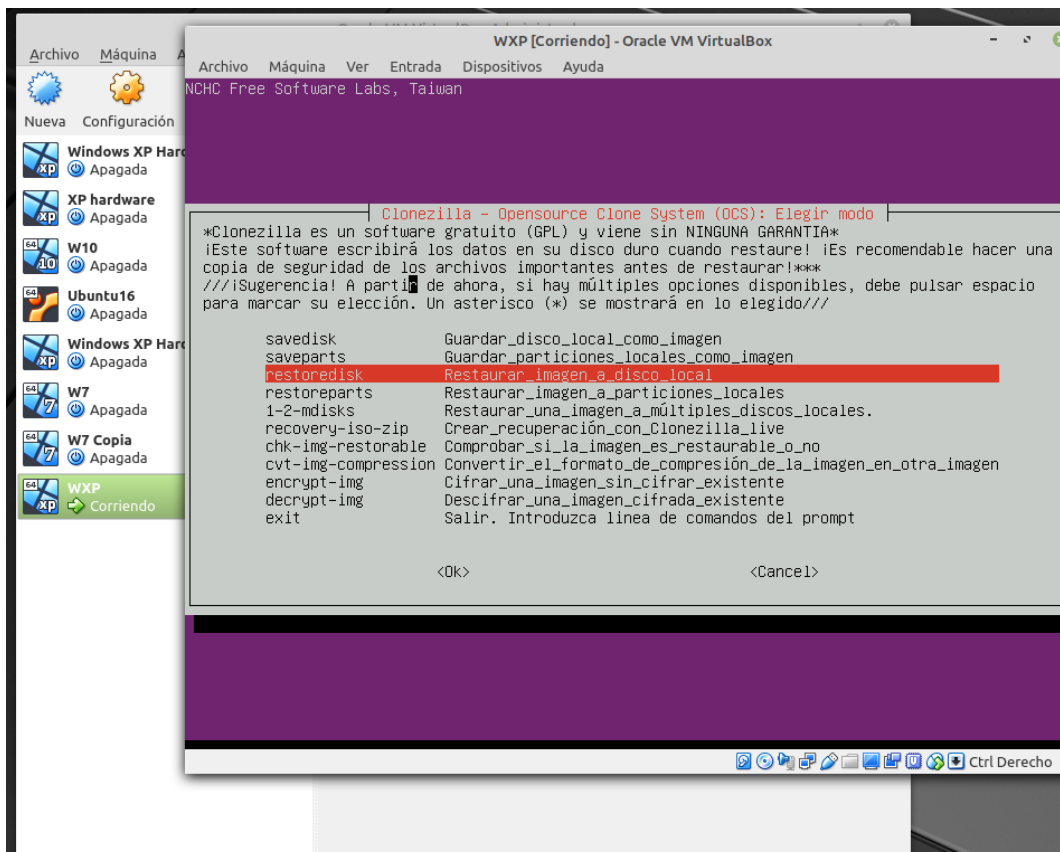 Archivo Máquina A
Nueva Configuración
Windows XP Hard
Apagada
XP hardware
Apagada
W10
Apagada
Ubuntu16
Apagada
Windows XP Hard
Apagada
W7
Apagada
W7 Copia
Apagada
WXP
Corriendo
WXP [Corriendo] - Oracle VM VirtualBox
Archivo Máquina Ver Entrada Dispositivos Ayuda
NCHC Free Software Labs, Taiwan
Clonezilla - Opensource Clone System (OCS): Elegir modo
*Clonezilla es un software gratuito (GPL) y viene sin NINGUNA GARANTIA*
¡Este software escribirá los datos en su disco duro cuando restaure! ¡Es recomendable hacer una
copia de seguridad de los archivos importantes antes de restaurar!***
///¡Sugerencia! A partir de ahora, si hay múltiples opciones disponibles, debe pulsar espacio
para marcar su elección. Un asterisco (*) se mostrará en lo elegido///
savedisk Guardar_disco_local_como_imagen
saveparts Guardar_particiones_locales_como_imagen
restoredisk Restaurar_imagen_a_disco_local
restoreparts Restaurar_imagen_a_particiones_locales
1-2-mdisks Restaurar_una_imagen_a_múltiples_discos_locales.
recovery-iso-zip Crear_recuperación_con_Clonezilla_live
chk-img-restorable Comprobar_si_la_imagen_es_restaurable_o_no
cvt-img-compression Convertir_el_formato_de_compresión_de_la_imagen_en_otra_imagen
encrypt-img Cifrar_una_imagen_sin_cifrar_existente
decrypt-img Descifrar_una_imagen_cifrada_existente
exit Salir. Introduzca linea de comandos del prompt
<Ok> <Cancel>
Ctrl Derecho